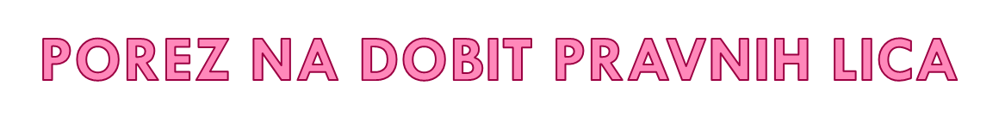 POREZ NA DOBIT PRAVNIH LICA